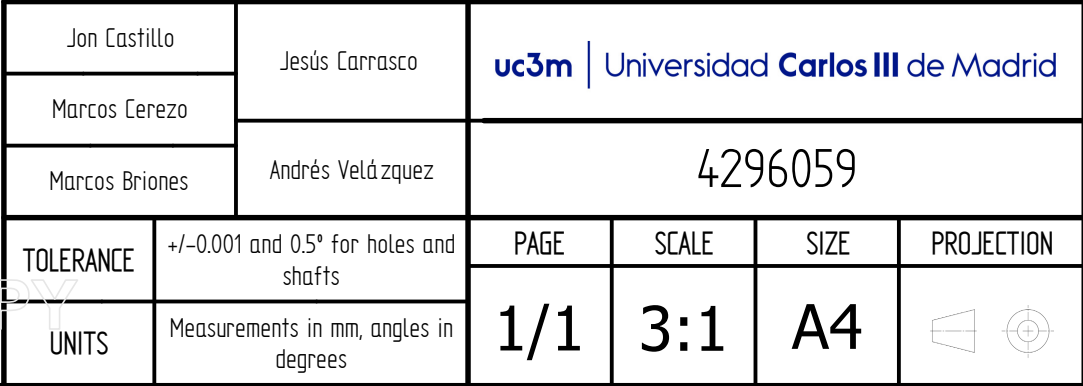 Jon Castillo
Marcos Cerezo
Marcos Briones
Jesús Carrasco
Andrés Velázquez
uc3m | Universidad Carlos III de Madrid
4296059
TOLERANCE
+/-0.001 and 0.5° for holes and
shafts
UNITS
Measurements in mm, angles in
degrees
PAGE
1/1
SCALE
3:1
SIZE
A4
PROJECTION
PY